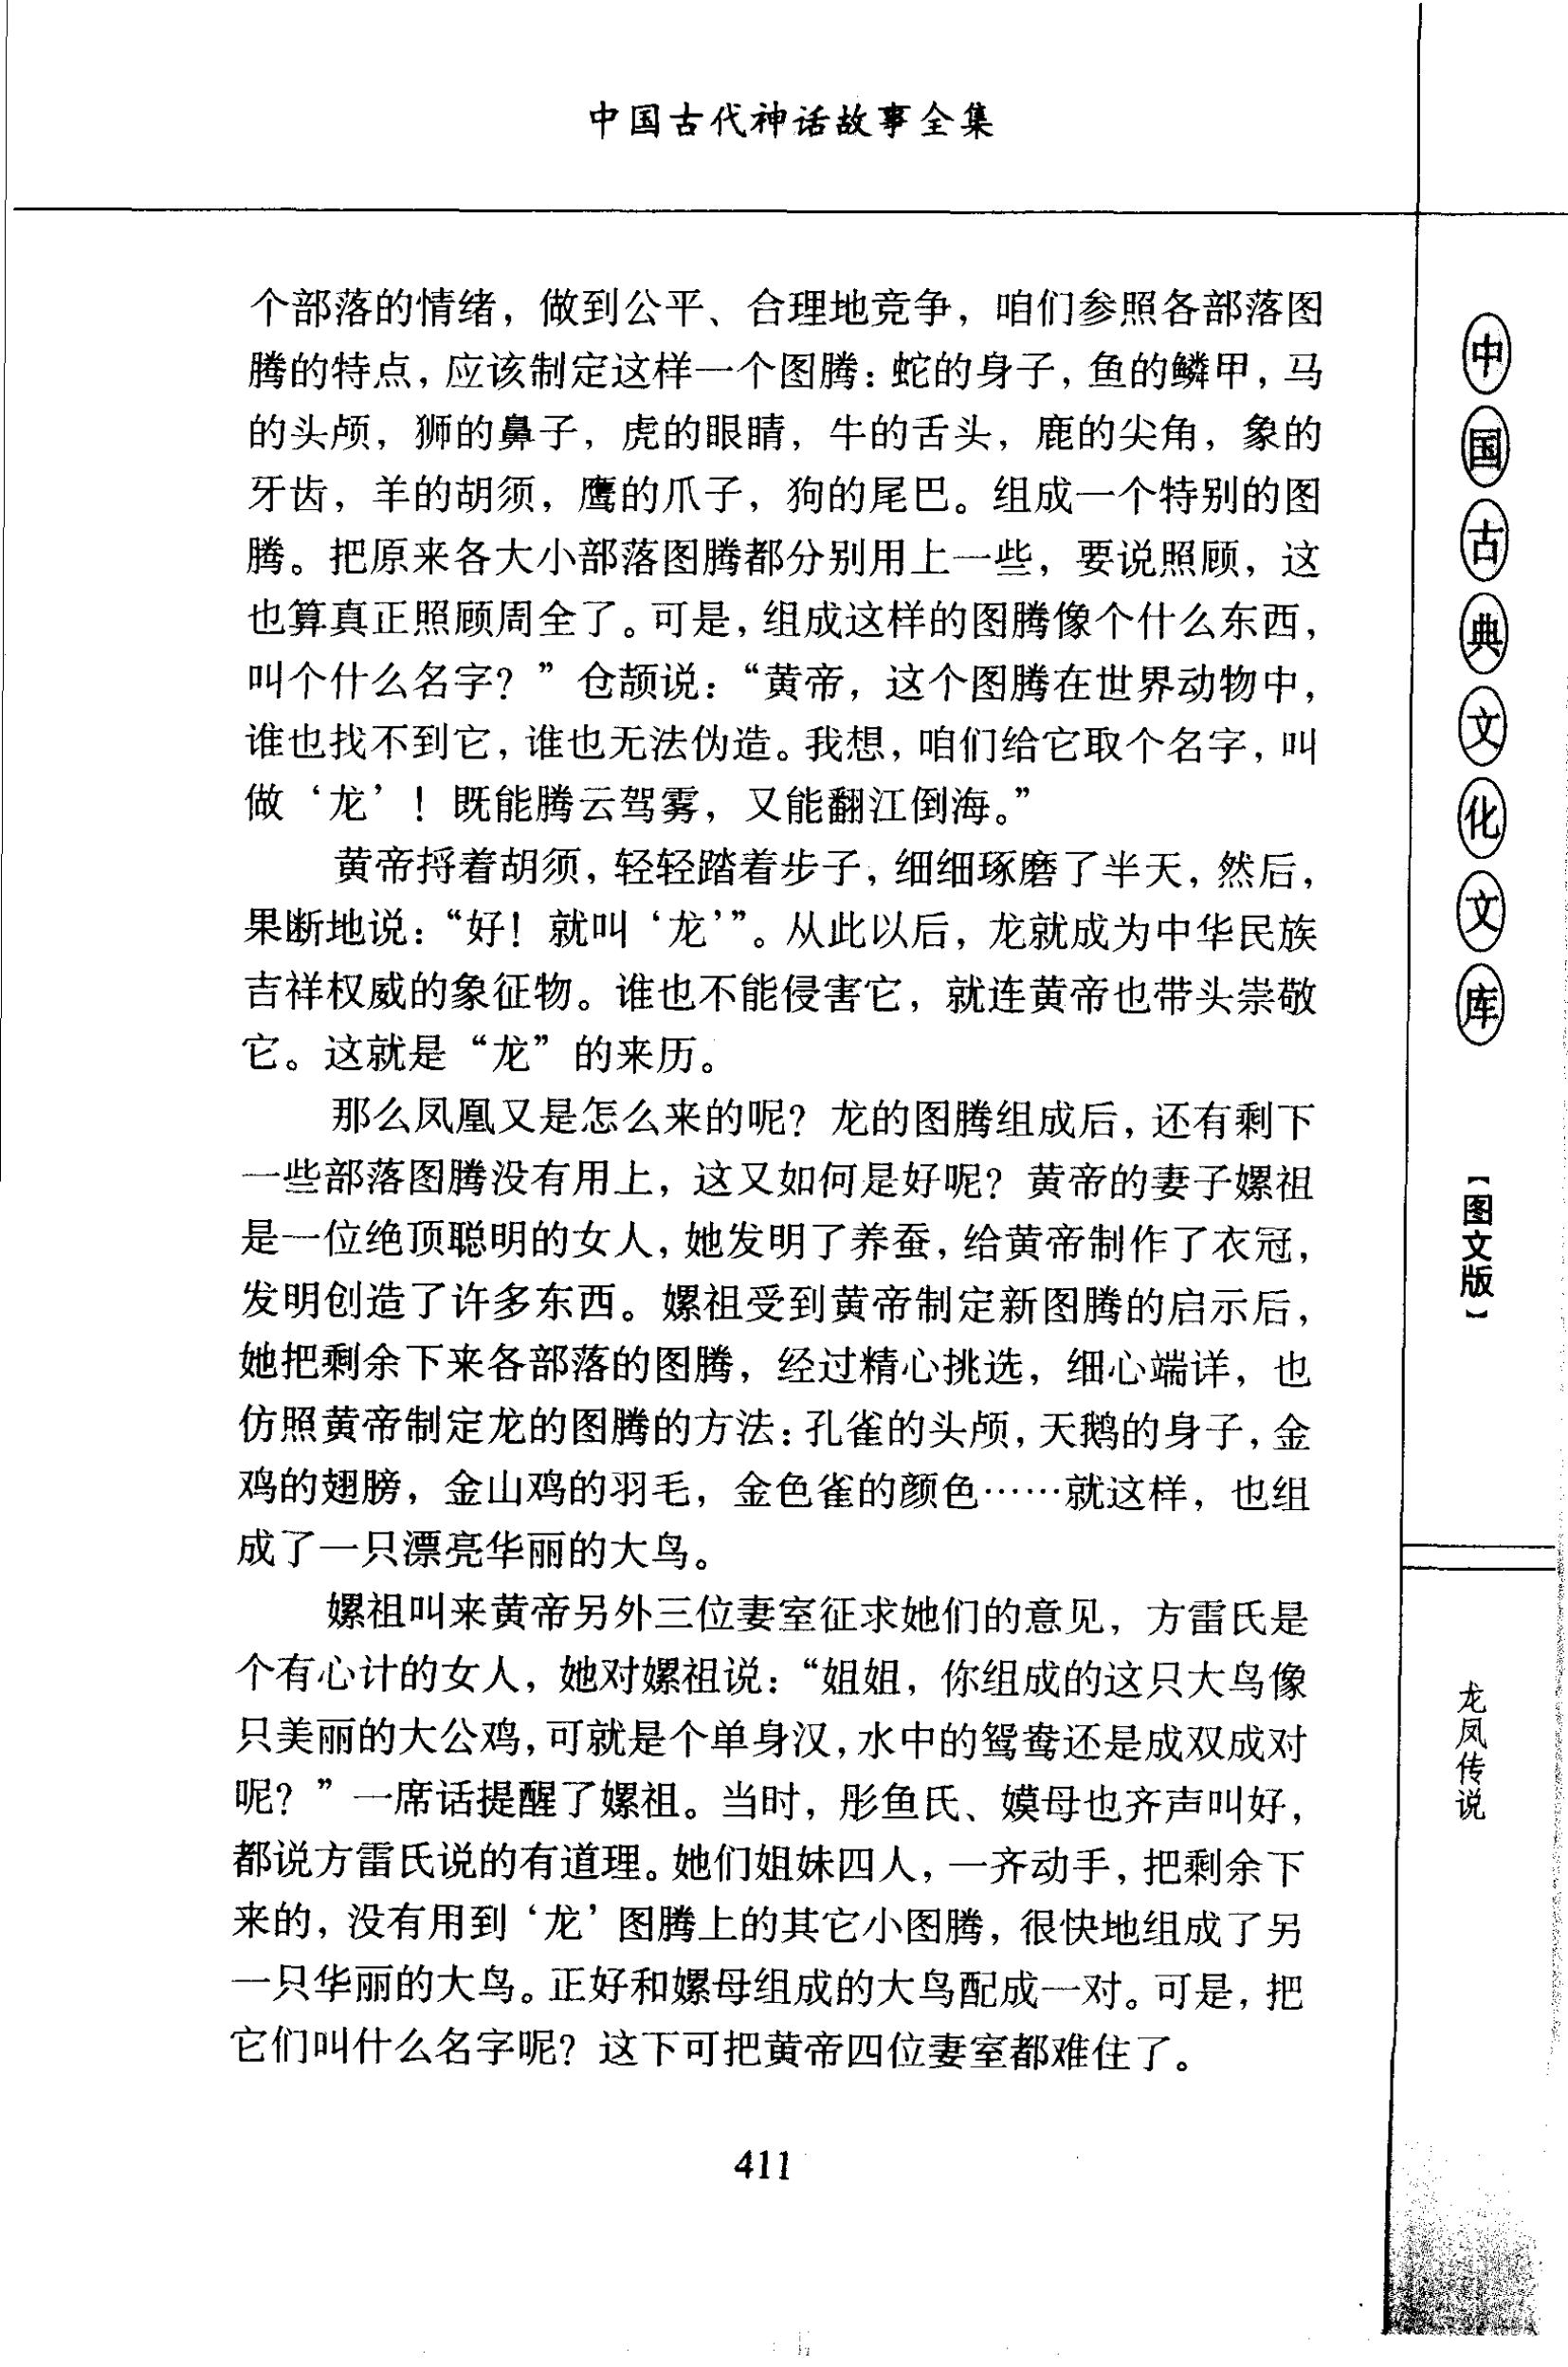 中国古代神话故事全集
个部落的情绪，做到公平、合理地竞争，咱们参照各部落图
腾的特点，应该制定这样一个图腾：蛇的身子，鱼的鳞甲，马
的头颅，狮的鼻子，虎的眼睛，牛的舌头，鹿的尖角，象的
牙齿，羊的胡须，鹰的爪子，狗的尾巴。组成一个特别的图
腾。把原来各大小部落图腾都分别用上一些，要说照顾，这
也算真正照顾周全了。可是，组成这样的图腾像个什么东西，
叫个什么名字？”仓颉说：“黄帝，这个图腾在世界动物中，
谁也找不到它，谁也无法伪造。我想，咱们给它取个名字，叫
做‘龙’！既能腾云驾雾，又能翻江倒海。”
黄帝捋着胡须，轻轻踏着步子，细细琢磨了半天，然后，
果断地说：“好！就叫‘龙’”。从此以后，龙就成为中华民族
吉祥权威的象征物。谁也不能侵害它，就连黄帝也带头崇敬
它。这就是“龙”的来历。
那么凤凰又是怎么来的呢？龙的图腾组成后，还有剩下
一些部落图腾没有用上，这又如何是好呢？黄帝的妻子嫘祖
是一位绝顶聪明的女人，她发明了养蚕，给黄帝制作了衣冠，
发明创造了许多东西。嫘祖受到黄帝制定新图腾的启示后，
她把剩余下来各部落的图腾，经过精心挑选，细心端详，也
仿照黄帝制定龙的图腾的方法：孔雀的头颅，天鹅的身子，金
鸡的翅膀，金山鸡的羽毛，金色雀的颜色……就这样，也组
成了一只漂亮华丽的大鸟。
嫘祖叫来黄帝另外三位妻室征求她们的意见，方雷氏是
个有心计的女人，她对嫘祖说：“姐姐，你组成的这只大鸟像
只美丽的大公鸡，可就是个单身汉，水中的鸳鸯还是成双成对
呢？”一席话提醒了嫘祖。当时，彤鱼氏、嫫母也齐声叫好，
都说方雷氏说的有道理。她们姐妹四人，一齐动手，把剩余下
来的，没有用到‘龙’图腾上的其它小图腾，很快地组成了另
一只华丽的大鸟。正好和嫘母组成的大鸟配成一对。可是，把
它们叫什么名字呢？这下可把黄帝四位妻室都难住了。
411
中国古典文化文库
【图文版】
龙凤传说